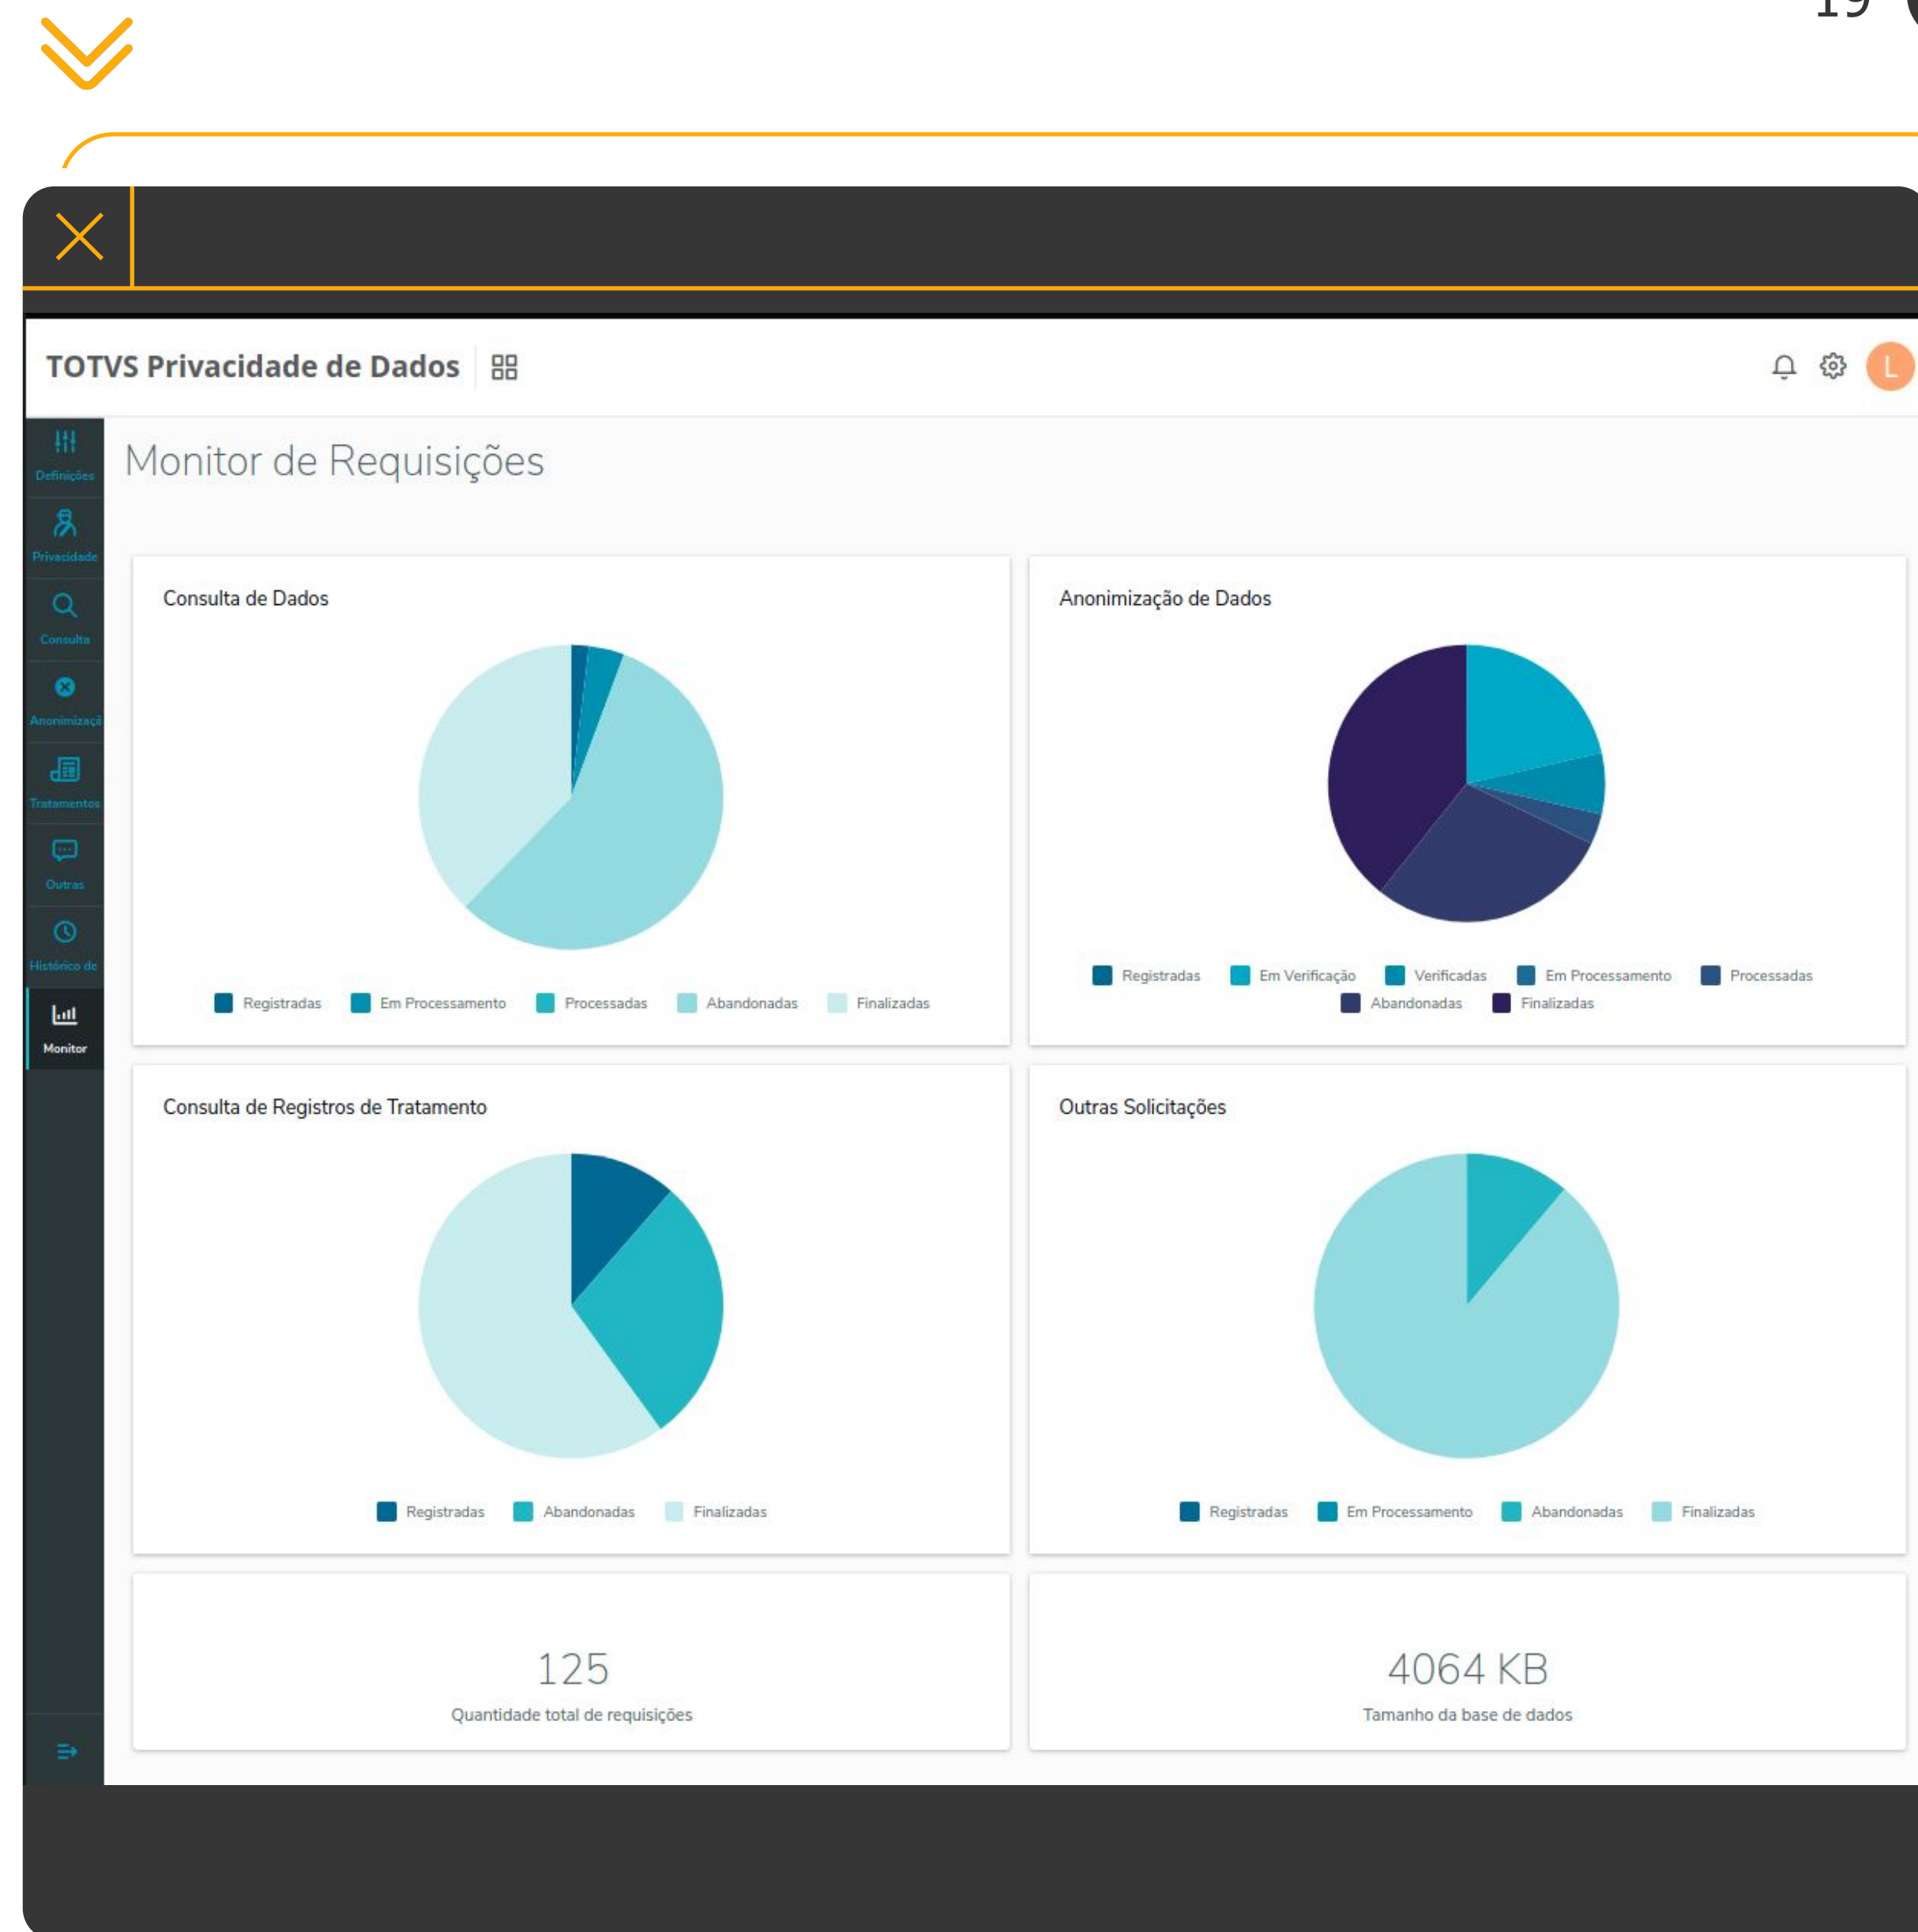 19
TOTVS Privacidade de Dados
L
Definições
Privacidade
Consulta
Anonimizaçã
Tratamentos
Outras
Histórico de
Monitor
Monitor de Requisições
Consulta de Dados
Registradas Em Processamento Processadas Abandonadas Finalizadas
Anonimização de Dados
Registradas Em Verificação Verificadas Em Processamento Processadas
Abandonadas Finalizadas
Consulta de Registros de Tratamento
Registradas Abandonadas Finalizadas
Outras Solicitações
Registradas Em Processamento Abandonadas Finalizadas
125
Quantidade total de requisições
4064 KB
Tamanho da base de dados